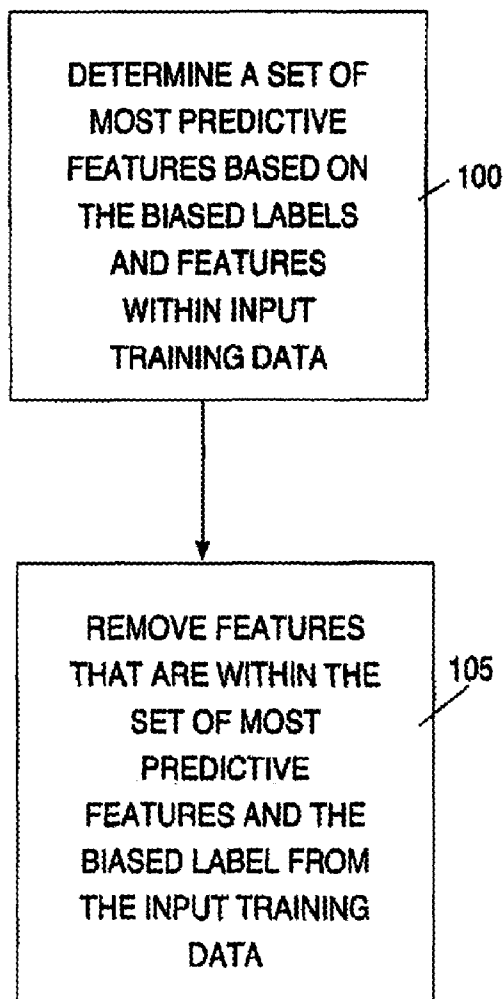 DETERMINE A SET OF
MOST PREDICTIVE
FEATURES BASED ON
THE BIASED LABELS
AND FEATURES
WITHIN INPUT
TRAINING DATA
100
REMOVE FEATURES
THAT ARE WITHIN THE
SET OF MOST
PREDICTIVE
FEATURES AND THE
BIASED LABEL FROM
THE INPUT TRAINING
DATA
105